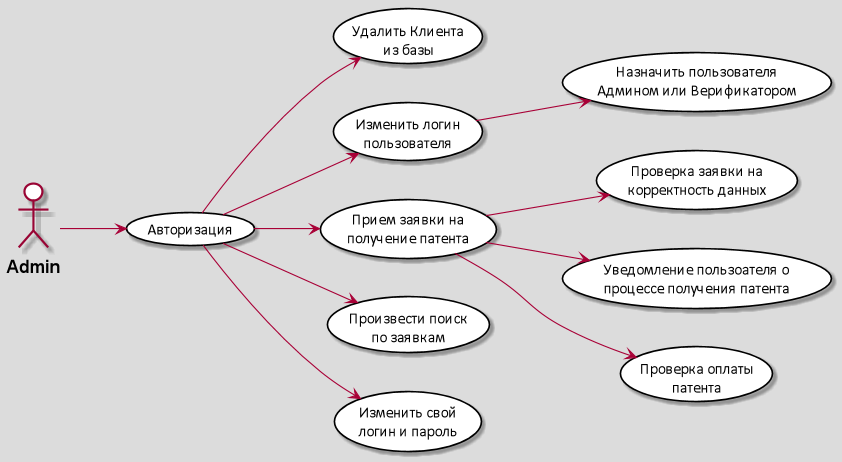 Удалить Клиента
из базы
Назначить пользователя
Админом или Верификатором
Изменить логин
пользователя
Проверка заявки на
корректность данных
Admin
Авторизация
Прием заявки на
получение патента
Уведомление пользоателя о
процессе получения патента
Произвести поиск
по заявкам
Проверка оплаты
патента
Изменить свой
логин и пароль